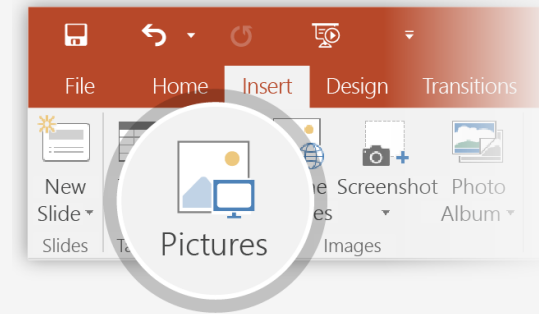 File Home Insert Design Transitions
New
Slide
Pictures
Screenshot
Photo
Album
Slides
Images